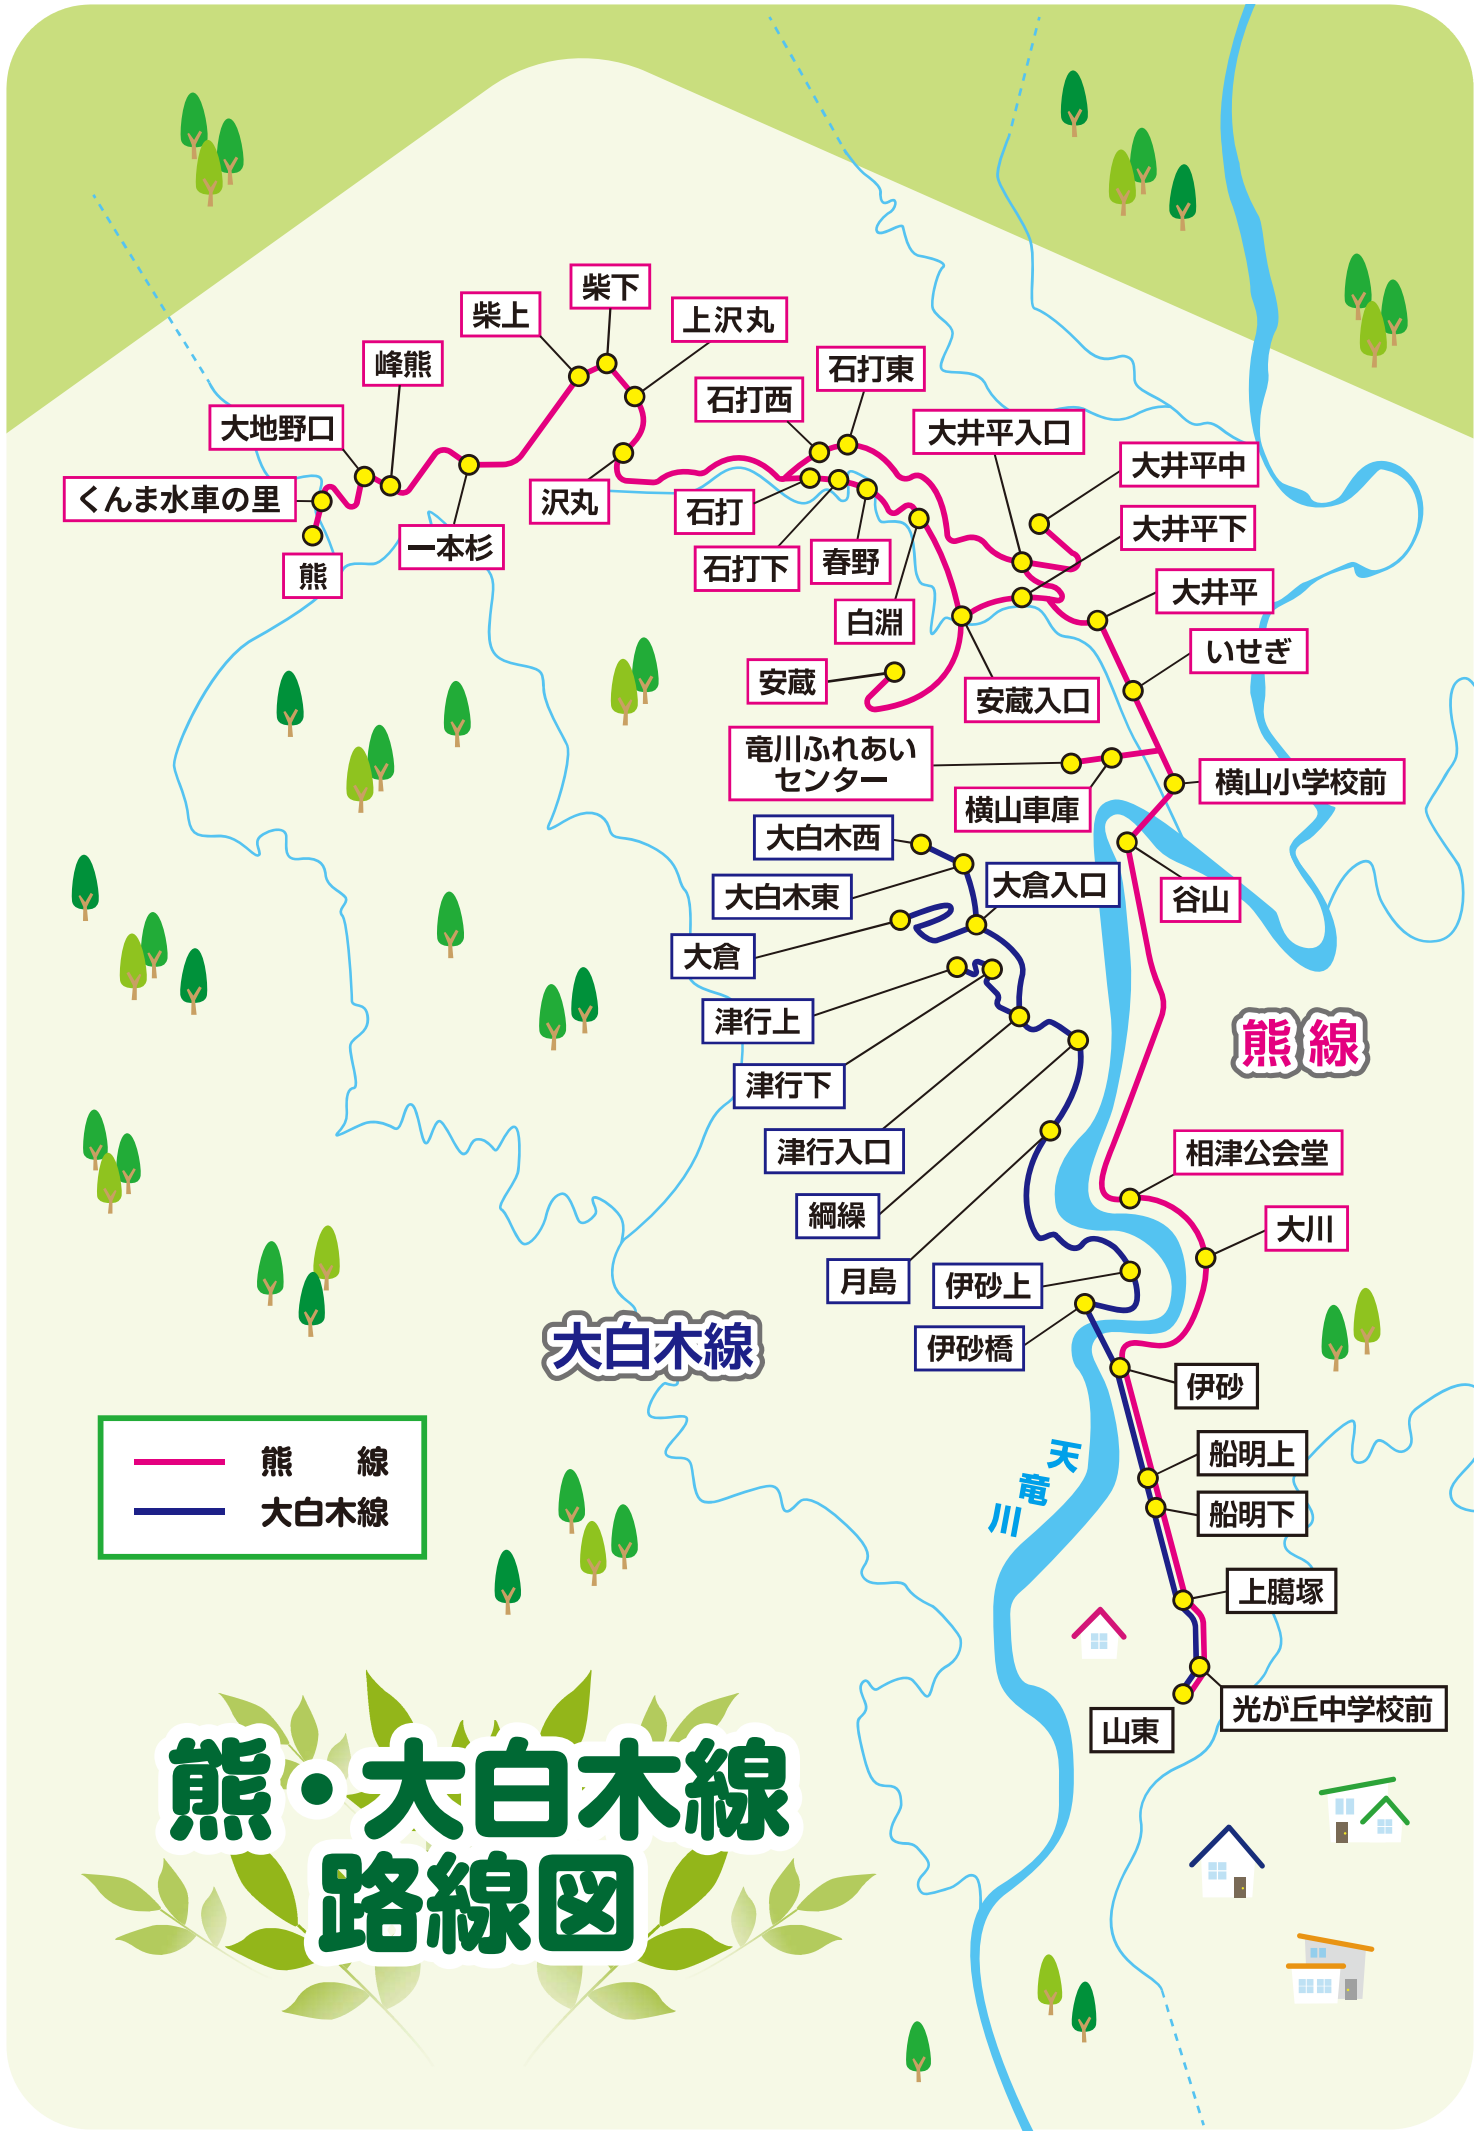 柴下
柴上
上沢丸
峰熊
石打東
石打西
大地野口
大井平入口
大井平中
くんま水車の里
沢丸
石打
大井平下
一本杉
石打下
春野
熊
大井平
白淵
いせぎ
安蔵
安蔵入口
竜川ふれあい
センター
横山小学校前
横山車庫
大白木西
大白木東
大倉入口
谷山
大倉
津行上
熊線
津行下
津行入口
相津公会堂
綱繰
大川
月島
伊砂上
大白木線
伊砂橋
伊砂
熊　線
大白木線
天竜川
船明上
船明下
上臈塚
光が丘中学校前
山東
熊・大白木線
路線図